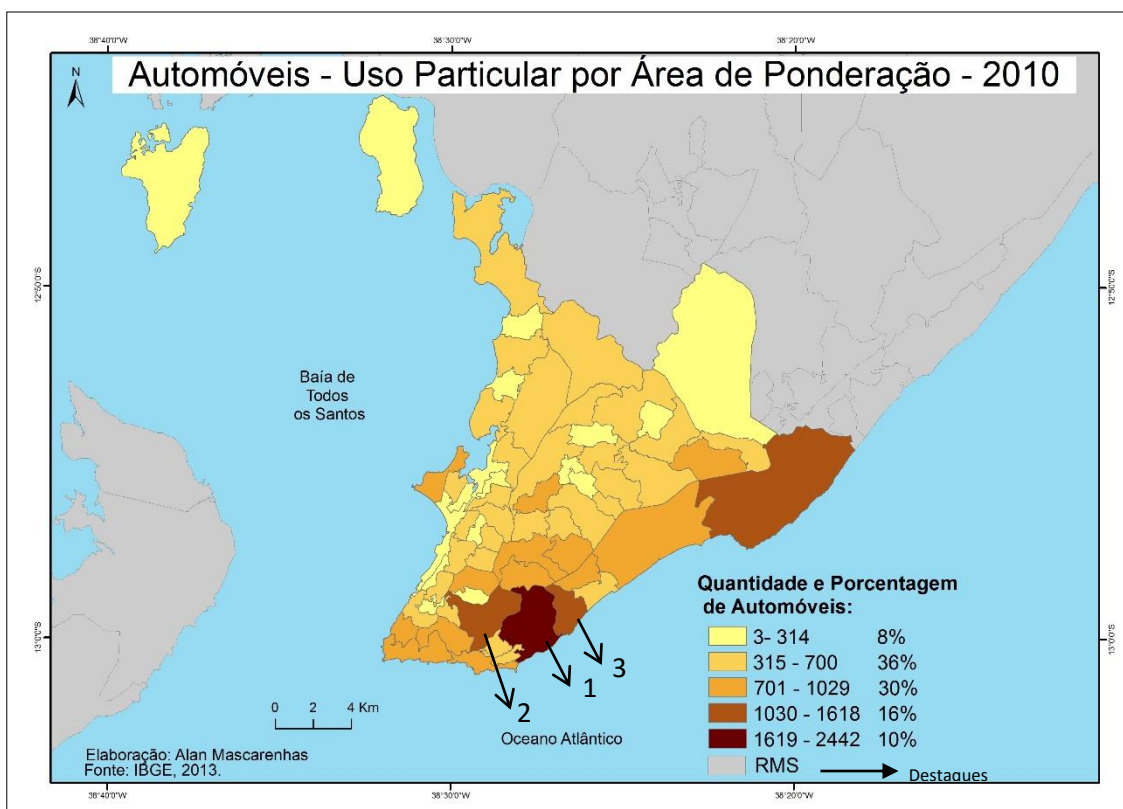 38°40'0"W 38°30'0"W 38°20'0"W
N
Automóveis - Uso Particular por Área de Ponderação - 2010
12°50'0"S
12°50'0"S
Baía de
Todos
os Santos
13°0'0"S
13°0'0"S
Quantidade e Porcentagem
de Automóveis:
3- 314 8%
315 - 700 36%
701 - 1029 30%
1030 - 1618 16%
1619 - 2442 10%
RMS
Destaques
3
1
2
0 2 4 Km
Oceano Atlântico
Elaboração: Alan Mascarenhas
Fonte: IBGE, 2013.
38°40'0"W 38°30'0"W 38°20'0"W